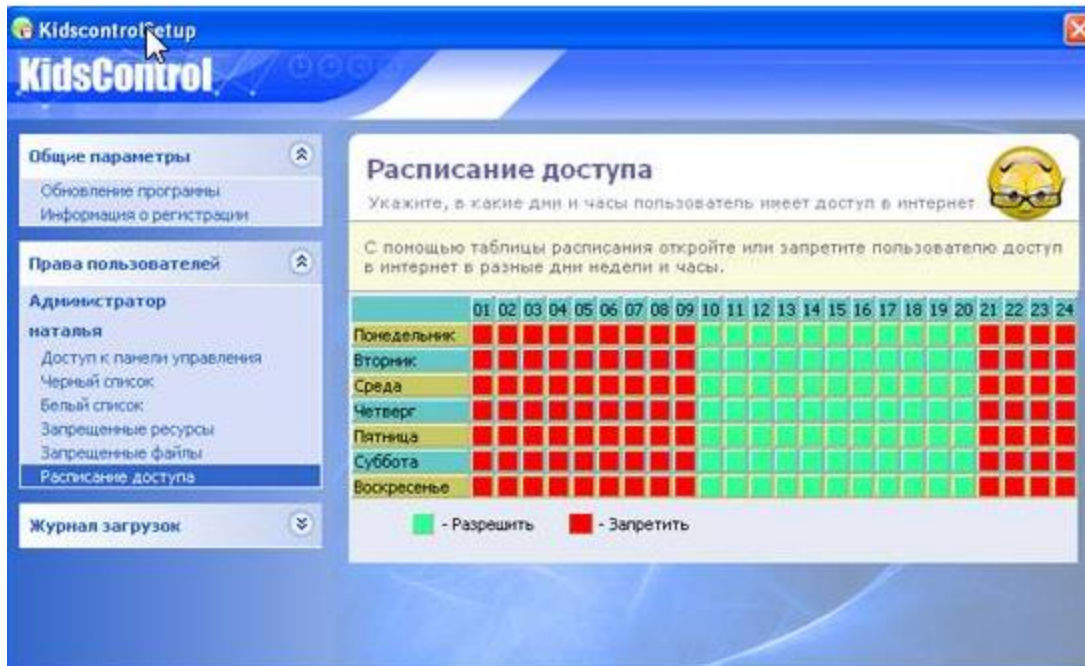 KidscontrolSetup
KidsControl
Общие параметры
Обновление программы
Информация о регистрации
Права пользователей
Администратор
наталья
Доступ к панели управления
Черный список
Белый список
Запрещенные ресурсы
Запрещенные файлы
Расписание доступа
Журнал загрузок
Расписание доступа
Укажите, в какие дни и часы пользователь имеет доступ в интернет
С помощью таблицы расписания откройте или запретите пользователю доступ
в интернет в разные дни недели и часы.
01 02 03 04 05 06 07 08 09 10 11 12 13 14 15 16 17 18 19 20 21 22 23 24
Понедельник
Вторник
Среда
Четверг
Пятница
Суббота
Воскресенье
- Разрешить - Запретить